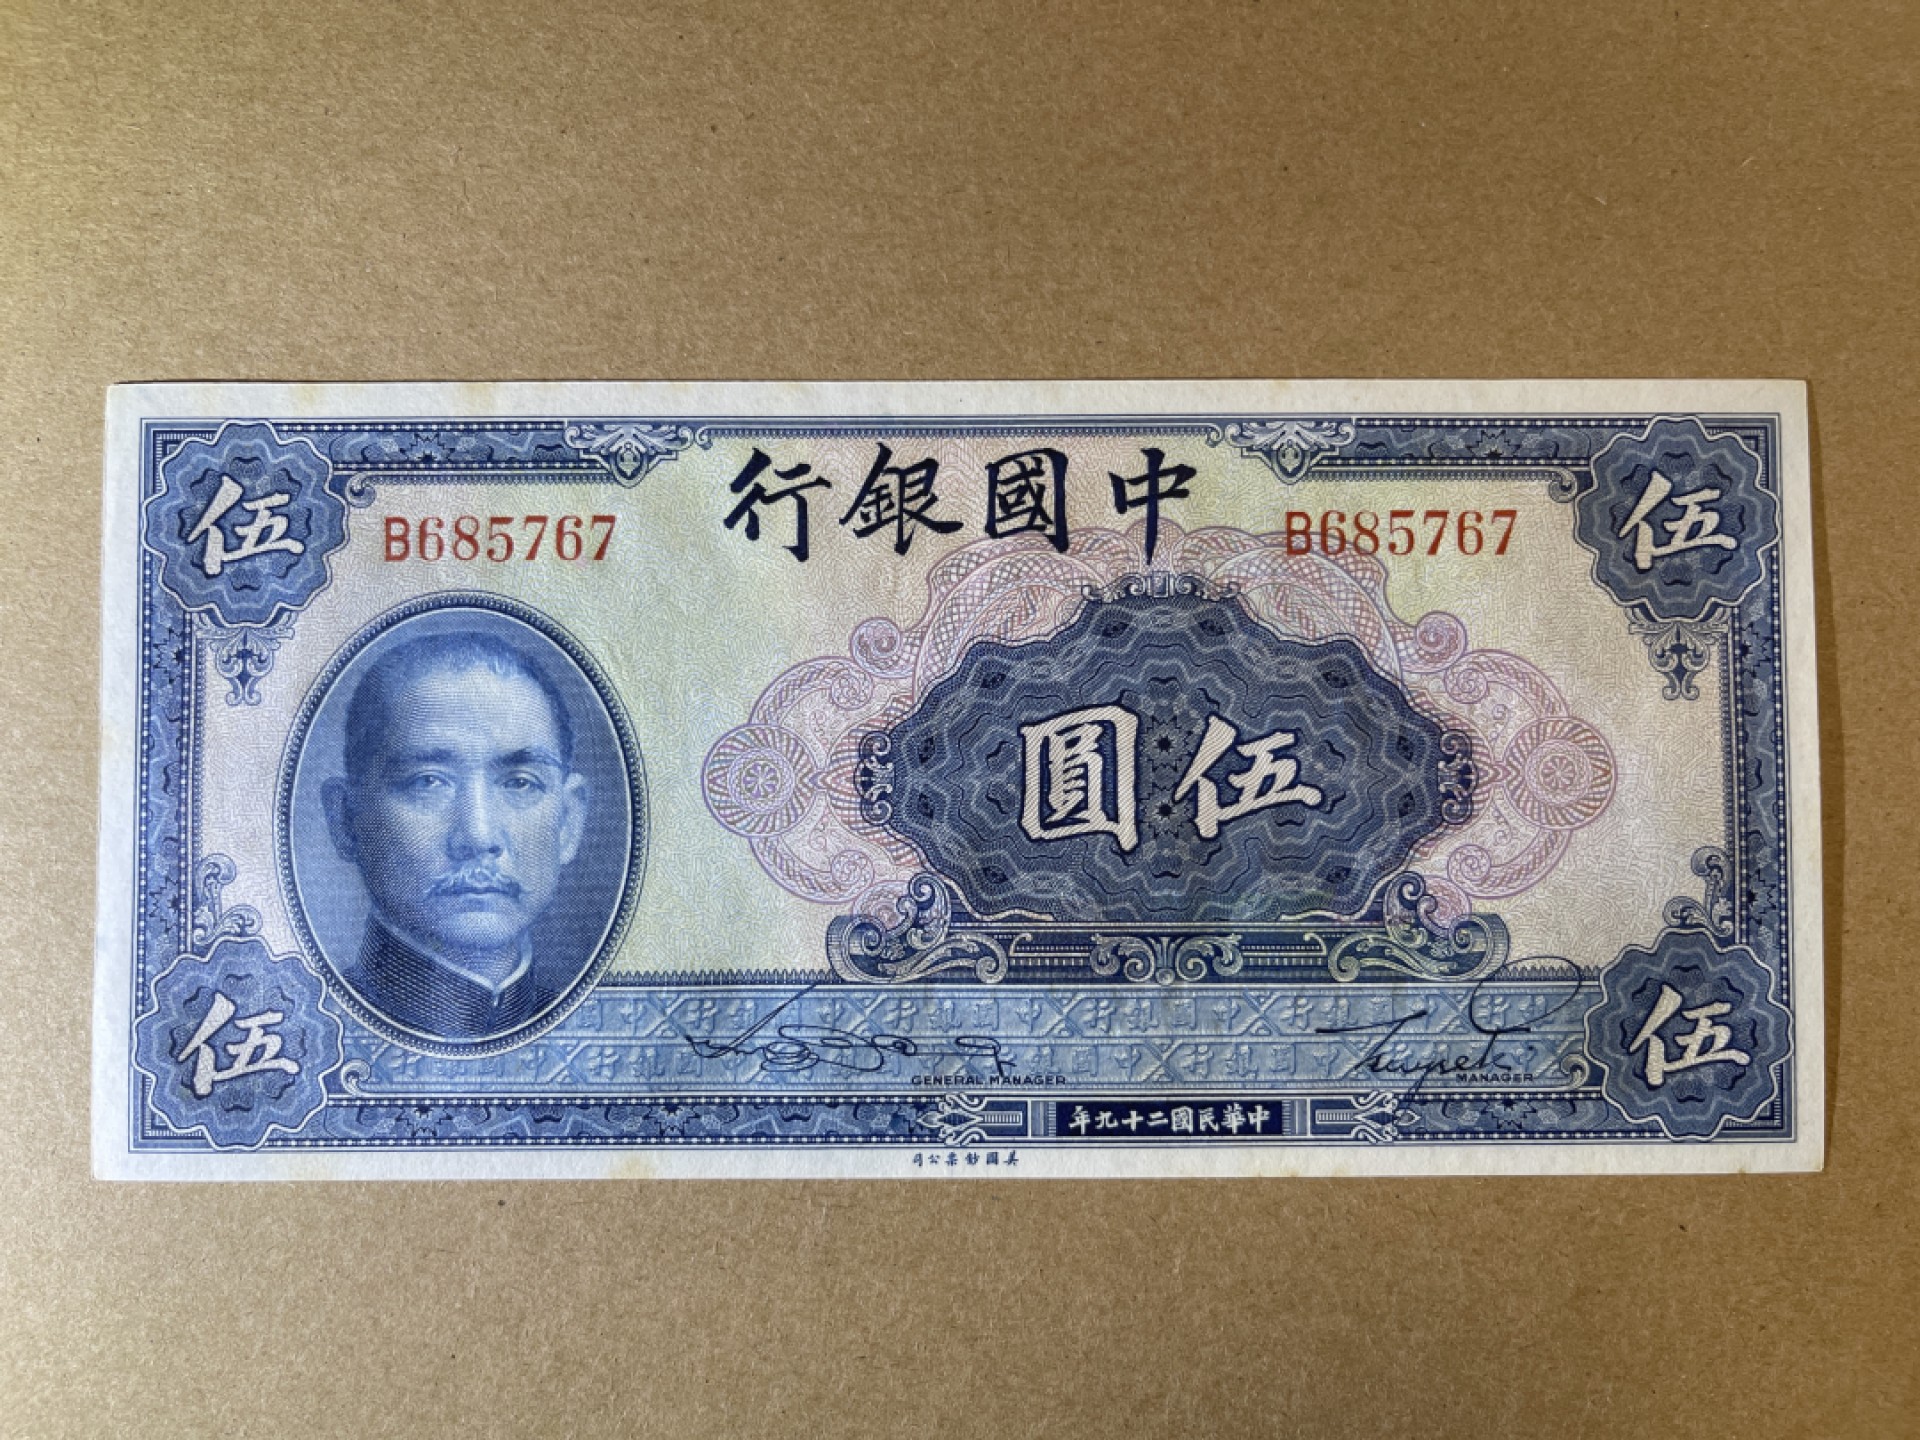 中國銀行
B685767
B685767
伍
伍
伍圓
伍
伍
GENERAL MANAGER
MANAGER
中華民國二十九年
美國鈔票公司